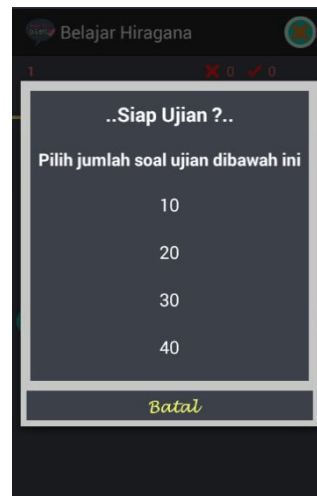 Belajar Hiragana
1 0 0
..Siap Ujian ?..
Pilih jumlah soal ujian dibawah ini
10
20
30
40
Batal